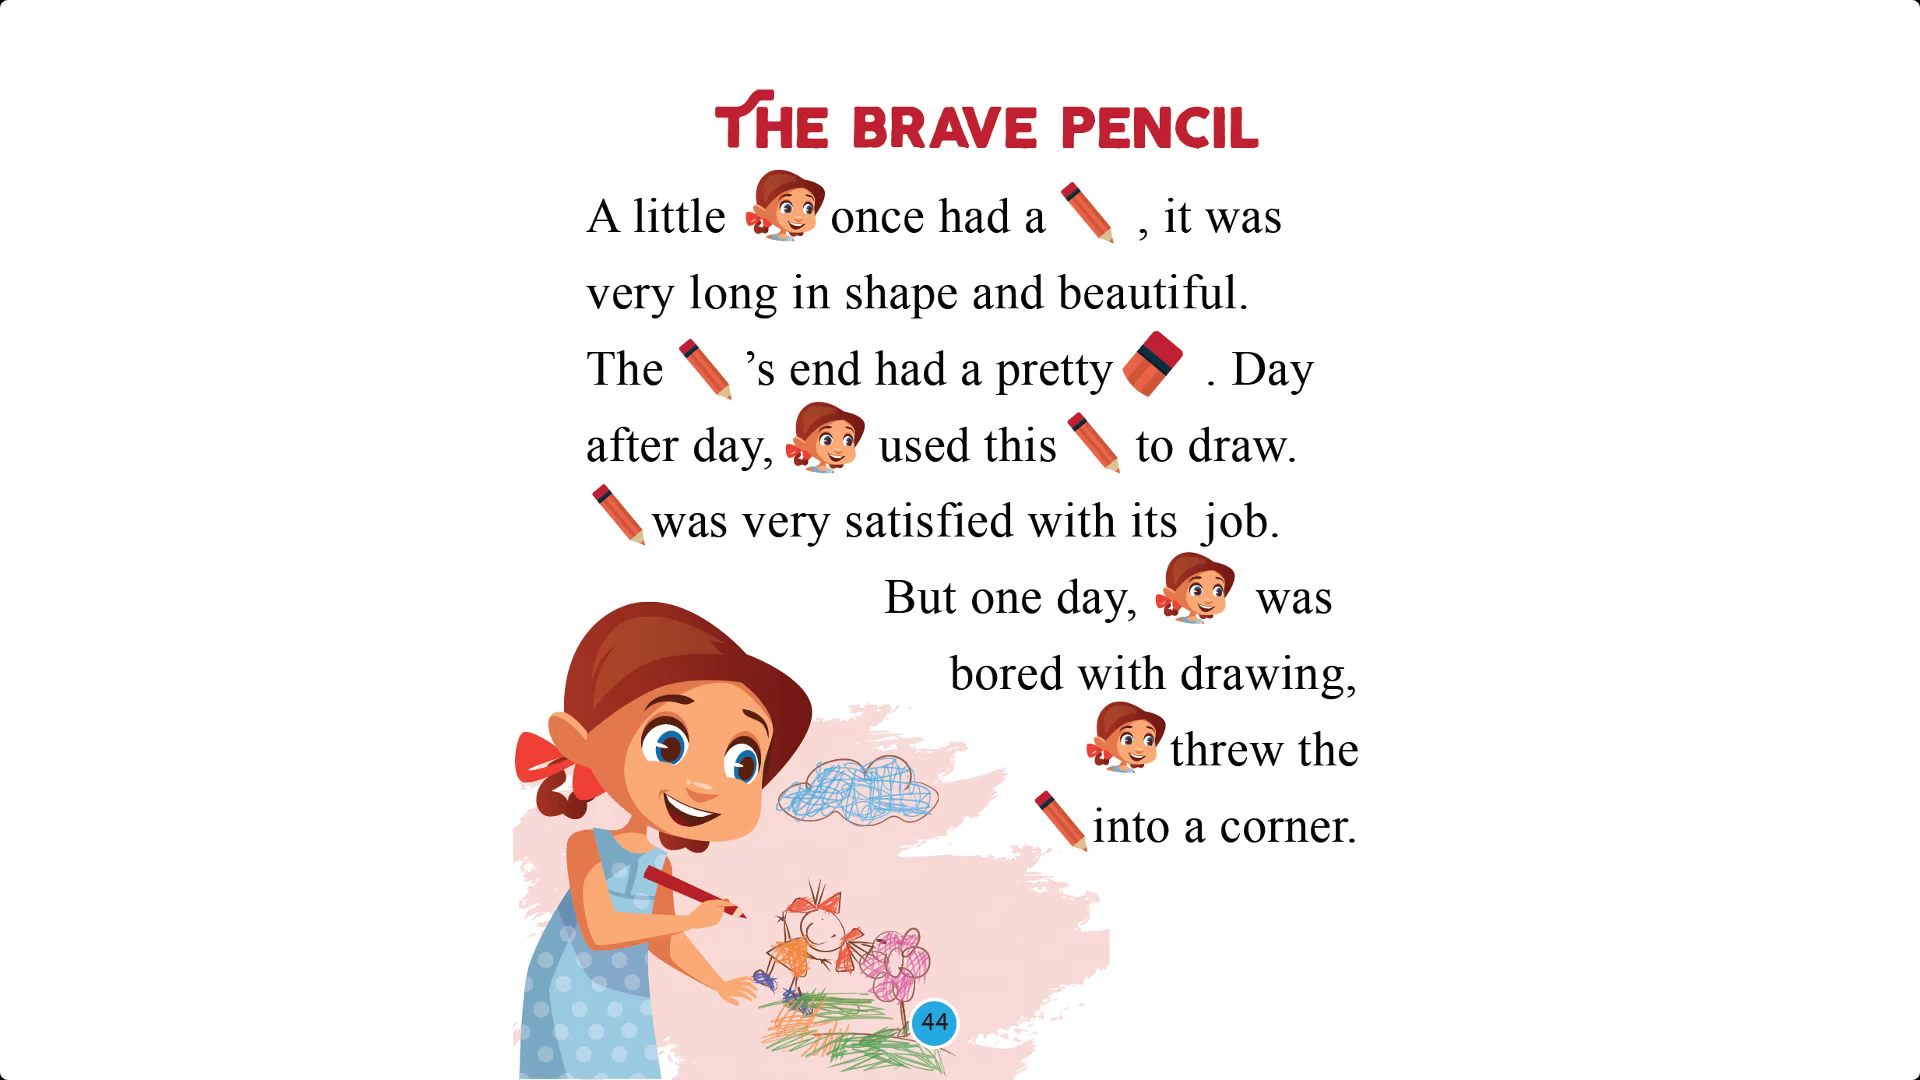 THE BRAVE PENCIL
A little once had a , it was
very long in shape and beautiful.
The ’s end had a pretty . Day
after day, used this to draw.
was very satisfied with its job.
But one day, was
bored with drawing,
threw the
into a corner.
44